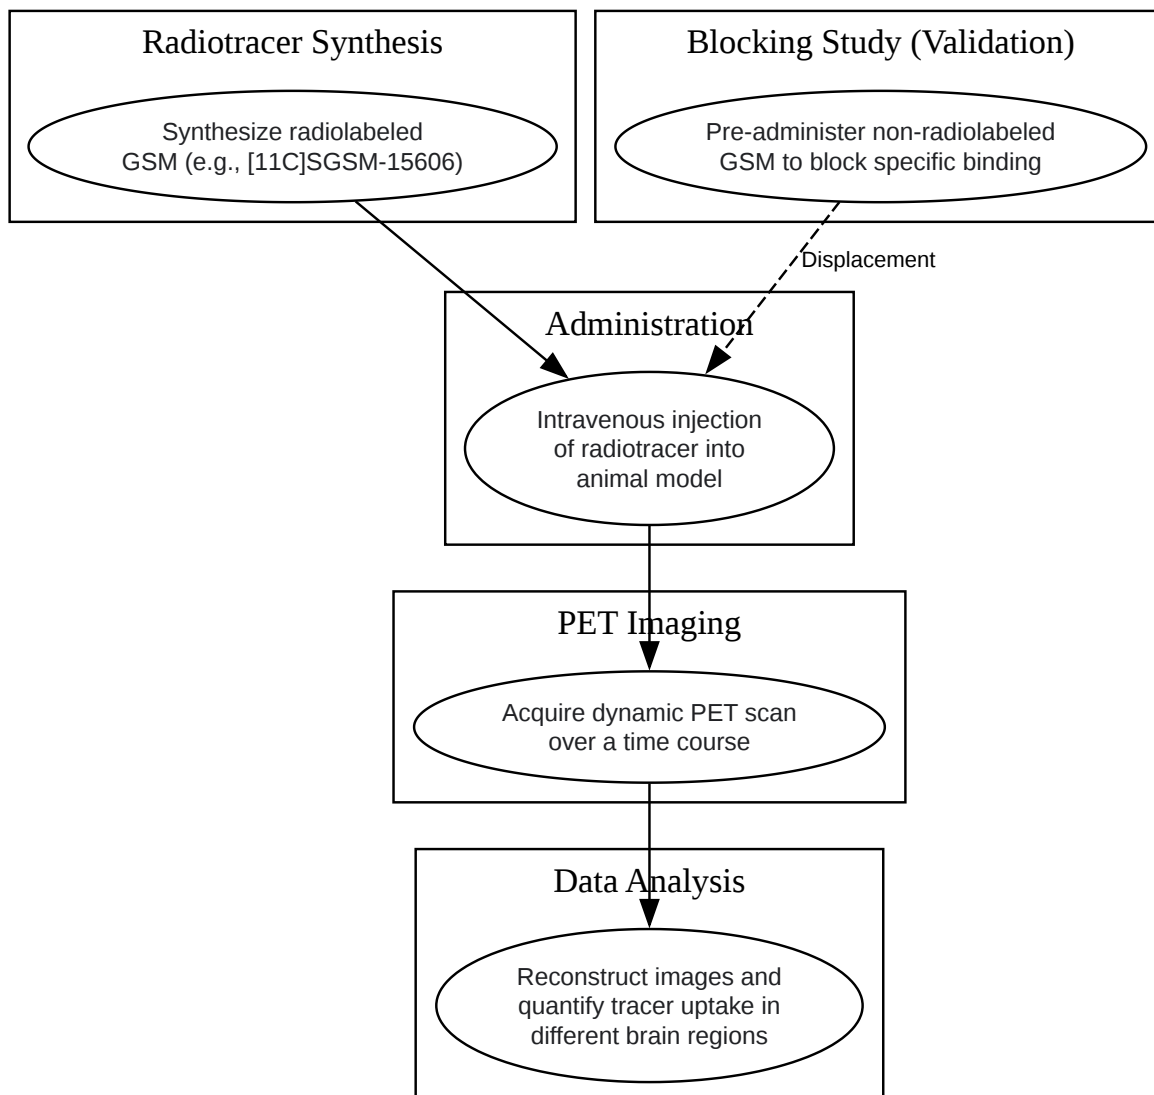 Radiotracer Synthesis
Synthesize radiolabeled
GSM (e.g., [11C]SGSM-15606)
Blocking Study (Validation)
Pre-administer non-radiolabeled
GSM to block specific binding
Displacement
Administration
Intravenous injection
of radiotracer into
animal model
PET Imaging
Acquire dynamic PET scan
over a time course
Data Analysis
Reconstruct images and
quantify tracer uptake in
different brain regions